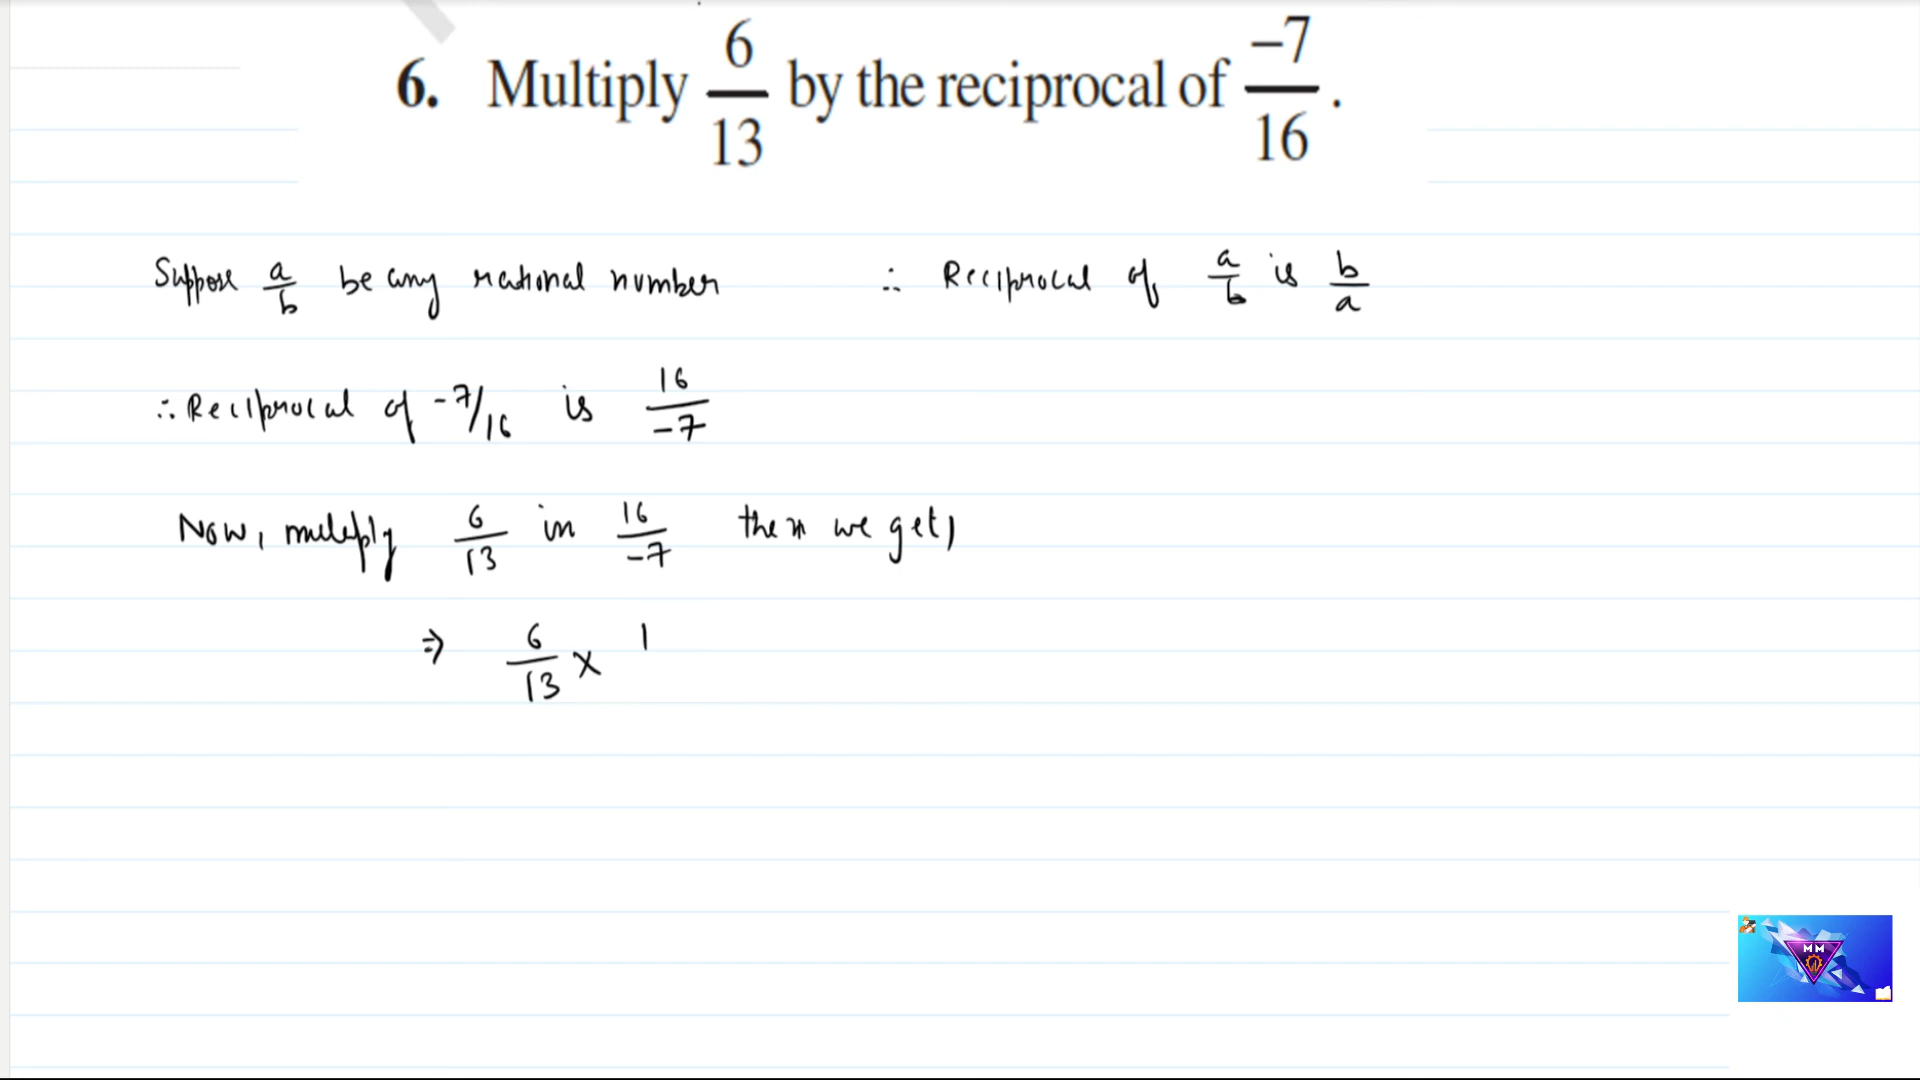 6. Multiply 6/13 by the reciprocal of –7/16.
Suppose a/b be any rational number ∴ Reciprocal of a/b is b/a
∴ Reciprocal of -7/16 is 16/-7
Now, multiply 6/13 in 16/-7 then we get,
⇒ 6/13 × 1
MM